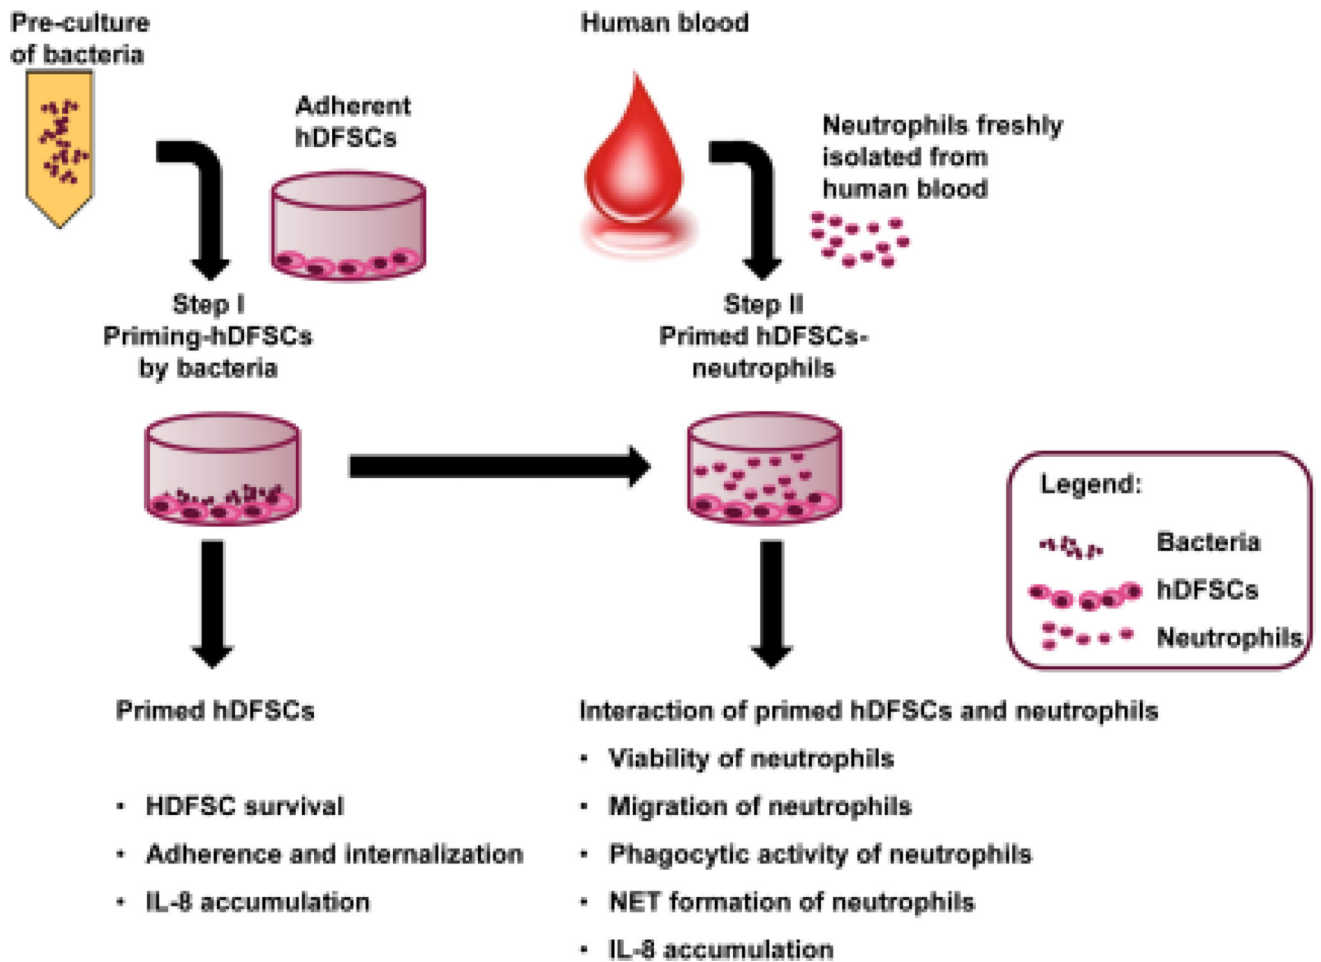 Pre-culture
of bacteria
Adherent
hDFSCs
Human blood
Neutrophils freshly
isolated from
human blood
Step I
Priming-hDFSCs
by bacteria
Step II
Primed hDFSCs-
neutrophils
Legend:
Bacteria
hDFSCs
Neutrophils
Primed hDFSCs
• HDFSC survival
• Adherence and internalization
• IL-8 accumulation
Interaction of primed hDFSCs and neutrophils
• Viability of neutrophils
• Migration of neutrophils
• Phagocytic activity of neutrophils
• NET formation of neutrophils
• IL-8 accumulation